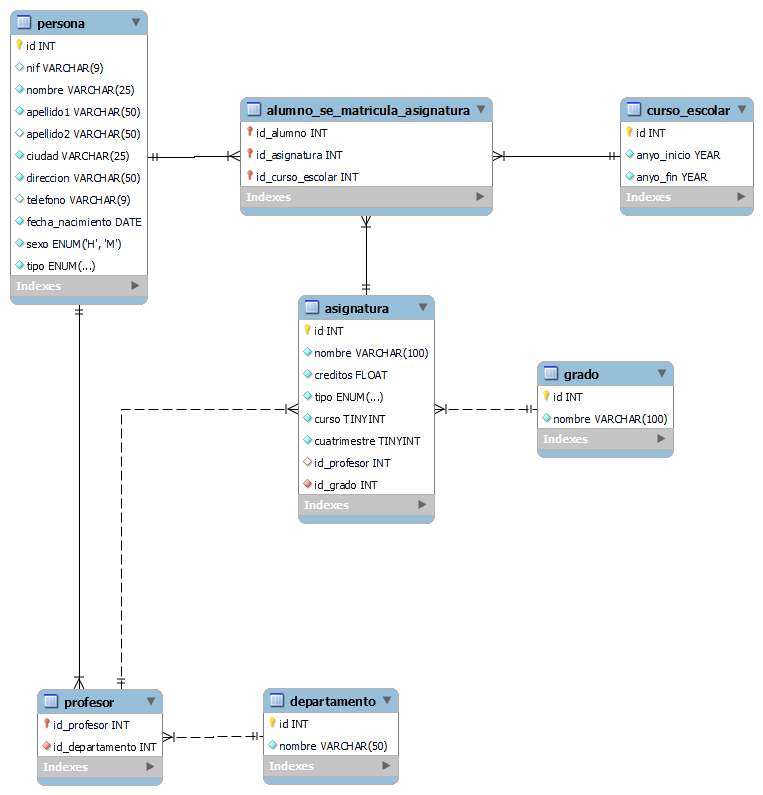 persona
id INT
nif VARCHAR(9)
nombre VARCHAR(25)
apellido1 VARCHAR(50)
apellido2 VARCHAR(50)
ciudad VARCHAR(25)
direccion VARCHAR(50)
telefono VARCHAR(9)
fecha_nacimiento DATE
sexo ENUM('H', 'M')
tipo ENUM(...)
Indexes
alumno_se_matricula_asignatura
id_alumno INT
id_asignatura INT
id_curso_escolar INT
Indexes
curso_escolar
id INT
anyo_inicio YEAR
anyo_fin YEAR
Indexes
asignatura
id INT
nombre VARCHAR(100)
creditos FLOAT
tipo ENUM(...)
curso TINYINT
cuatrimestre TINYINT
id_profesor INT
id_grado INT
Indexes
grado
id INT
nombre VARCHAR(100)
Indexes
profesor
id_profesor INT
id_departamento INT
Indexes
departamento
id INT
nombre VARCHAR(50)
Indexes